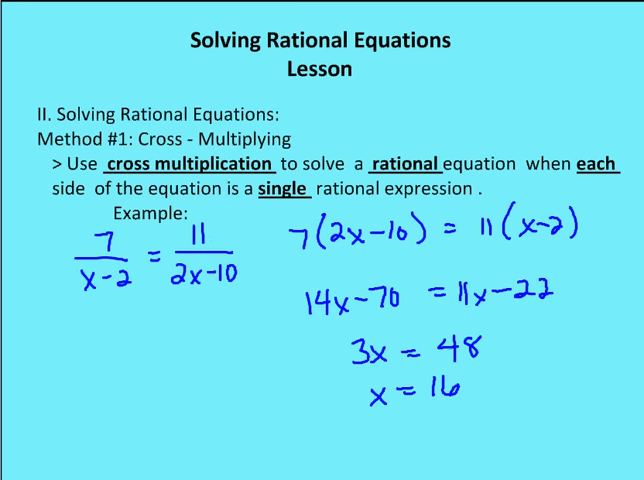 Solving Rational Equations
Lesson
II. Solving Rational Equations:
Method #1: Cross - Multiplying
> Use cross multiplication to solve a rational equation when each
side of the equation is a single rational expression .
Example:
7/(x-2) = 11/(2x-10)
7(2x-10) = 11(x-2)
14x-70 = 11x-22
3x = 48
x = 16